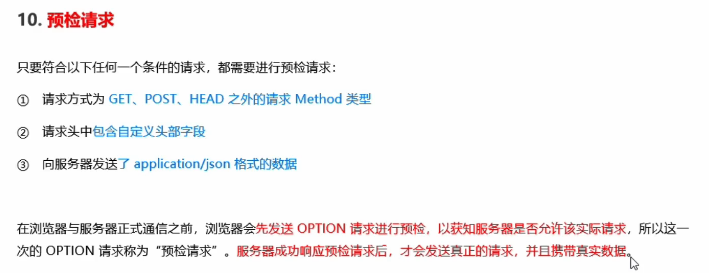 10. 预检请求
只要符合以下任何一个条件的请求，都需要进行预检请求：
① 请求方式为 GET、POST、HEAD 之外的请求 Method 类型
② 请求头中包含自定义头部字段
③ 向服务器发送了 application/json 格式的数据
在浏览器与服务器正式通信之前，浏览器会先发送 OPTION 请求进行预检，以获知服务器是否允许该实际请求，所以这一
次的 OPTION 请求称为“预检请求”。服务器成功响应预检请求后，才会发送真正的请求，并且携带真实数据。